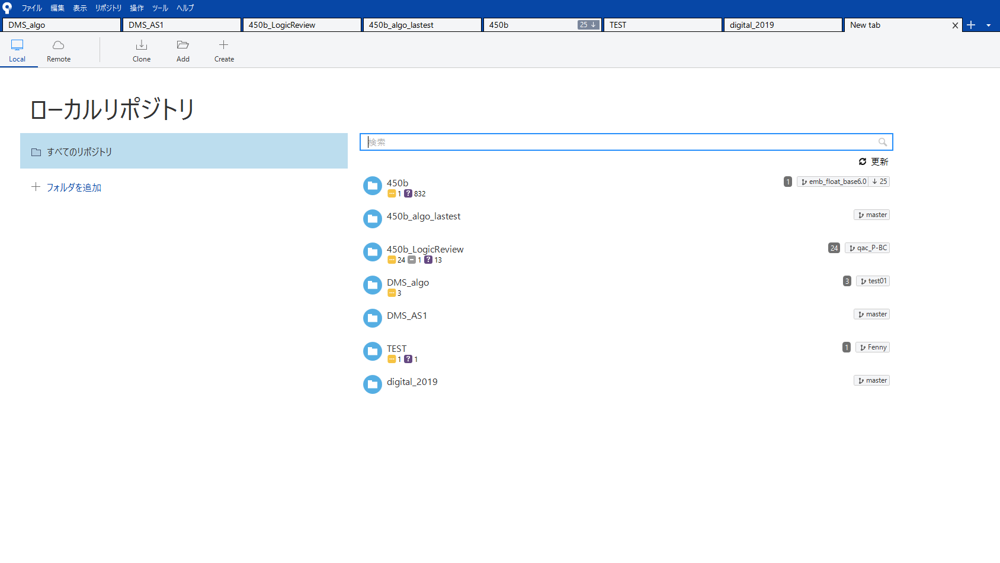 ファイル 編集 表示 リポジトリ 操作 ツール ヘルプ
DMS_algo DMS_AS1 450b_LogicReview 450b_algo_lastest 450b 25 ↓ TEST digital_2019 New tab
Local Remote Clone Add Create
ローカルリポジトリ
すべてのリポジトリ
フォルダを追加
検索
更新
450b 1 emb_float_base6.0 ↓ 25
1 ? 832
450b_algo_lastest master
450b_LogicReview 24 qac_P-BC
24 1 ? 13
DMS_algo 3 test01
3
DMS_AS1 master
TEST 1 Fenny
1 ? 1
digital_2019 master